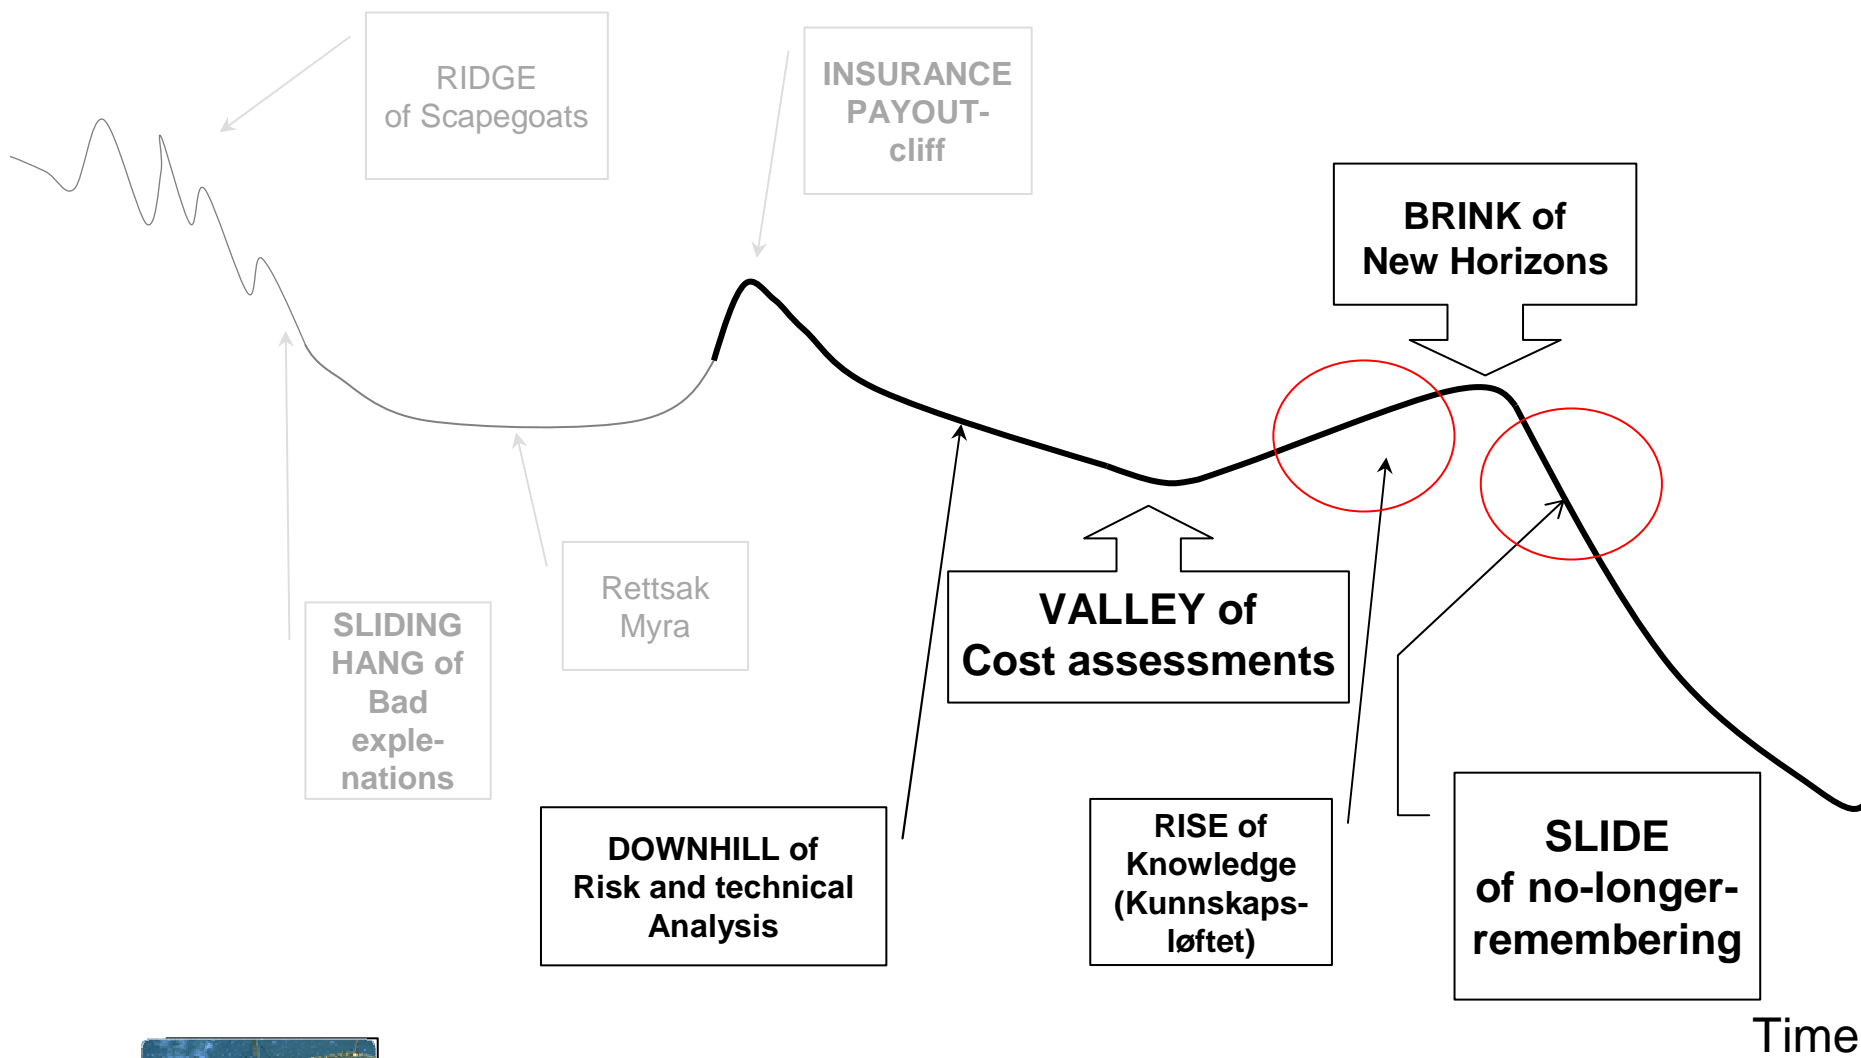 RIDGE
of Scapegoats
INSURANCE
PAYOUT-
cliff
BRINK of
New Horizons
SLIDING
HANG of
Bad
exple-
nations
Rettsak
Myra
VALLEY of
Cost assessments
DOWNHILL of
Risk and technical
Analysis
RISE of
Knowledge
(Kunnskaps-
løftet)
SLIDE
of no-longer-
remembering
Time